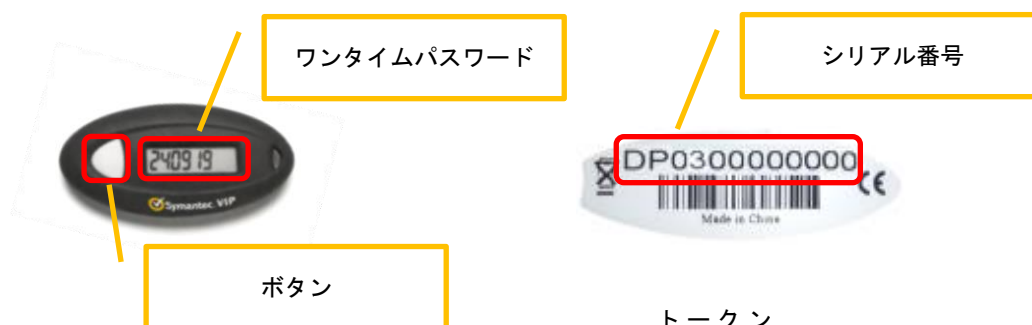 ワンタイムパスワード
シリアル番号
240919
Symantec. VIP
DP0300000000
CE
Made in China
ボタン
トークン